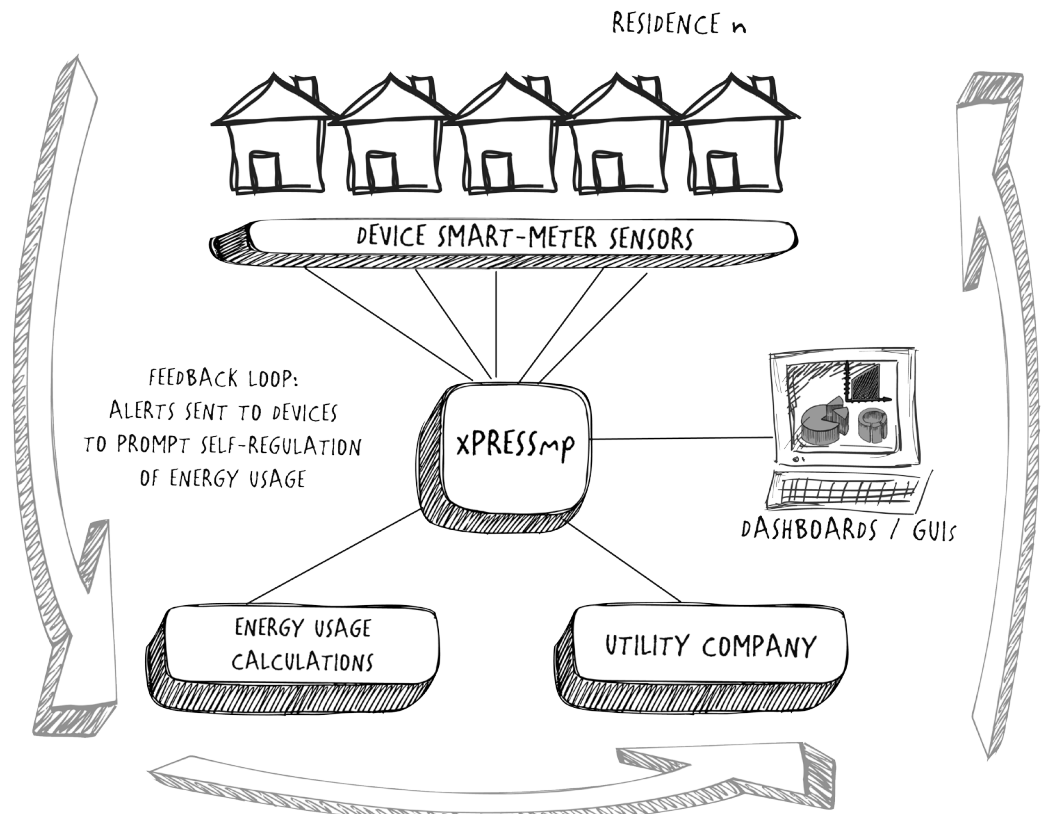 RESIDENCE n
DEVICE SMART-METER SENSORS
FEEDBACK LOOP:
ALERTS SENT TO DEVICES
TO PROMPT SELF-REGULATION
OF ENERGY USAGE
xPRESSmp
DASHBOARDS / GUIs
ENERGY USAGE
CALCULATIONS
UTILITY COMPANY